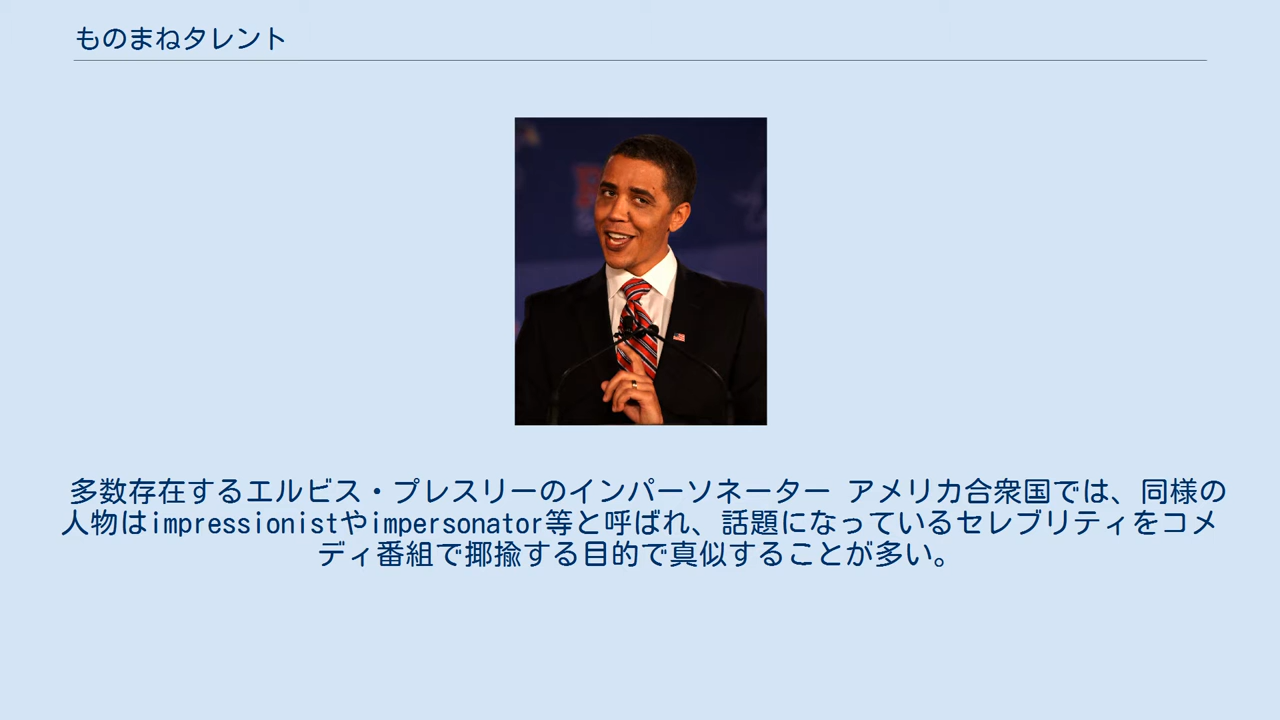 ものまねタレント
多数存在するエルビス・プレスリーのインパーソネーター アメリカ合衆国では、同様の
人物はimpressionistやimpersonator等と呼ばれ、話題になっているセレブリティをコメ
ディ番組で揶揄する目的で真似することが多い。